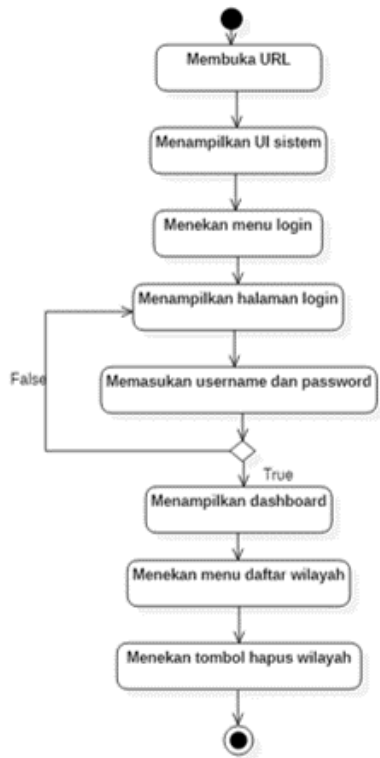 Membuka URL
Menampilkan UI sistem
Menekan menu login
Menampilkan halaman login
False
Memasukan username dan password
True
Menampilkan dashboard
Menekan menu daftar wilayah
Menekan tombol hapus wilayah